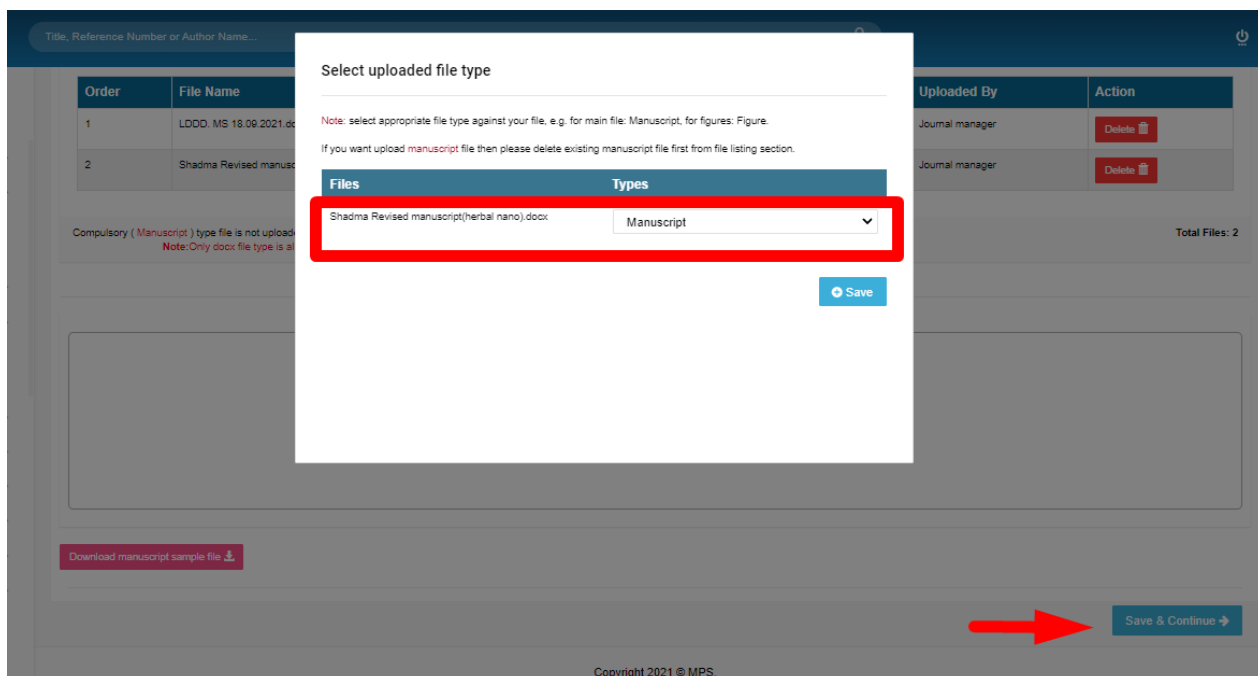 Title, Reference Number or Author Name...
Select uploaded file type
Order File Name Uploaded By Action
1 LDDD. MS 18.09.2021.do Journal manager Delete
Note: select appropriate file type against your file, e.g. for main file: Manuscript, for figures: Figure.
If you want upload manuscript file then please delete existing manuscript file first from file listing section.
2 Shadma Revised manusc Journal manager Delete
Files Types
Shadma Revised manuscript(herbal nano).docx Manuscript
Compulsory ( Manuscript ) type file is not upload Total Files: 2
Note:Only docx file type is al
Save
Download manuscript sample file
Save & Continue
Copyright 2021 © MPS.